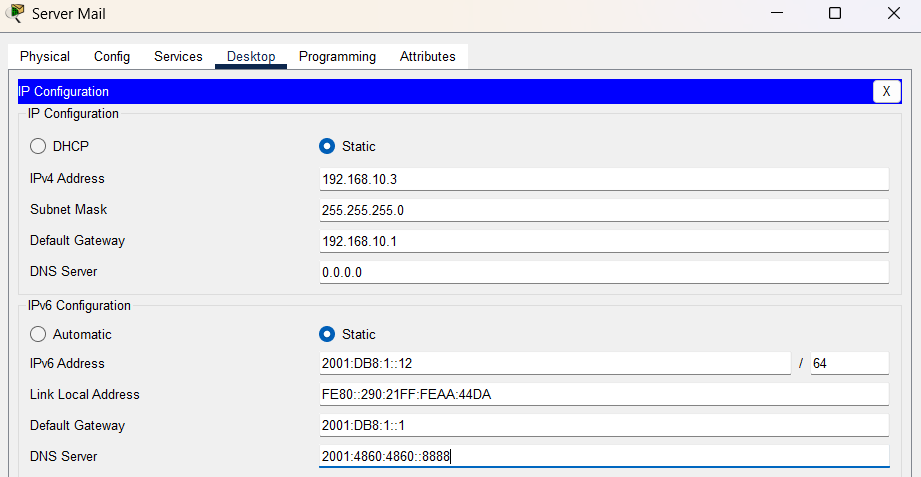 Server Mail
Physical Config Services Desktop Programming Attributes
IP Configuration X
IP Configuration
DHCP Static
IPv4 Address 192.168.10.3
Subnet Mask 255.255.255.0
Default Gateway 192.168.10.1
DNS Server 0.0.0.0
IPv6 Configuration
Automatic Static
IPv6 Address 2001:DB8:1::12 / 64
Link Local Address FE80::290:21FF:FEAA:44DA
Default Gateway 2001:DB8:1::1
DNS Server 2001:4860:4860::8888